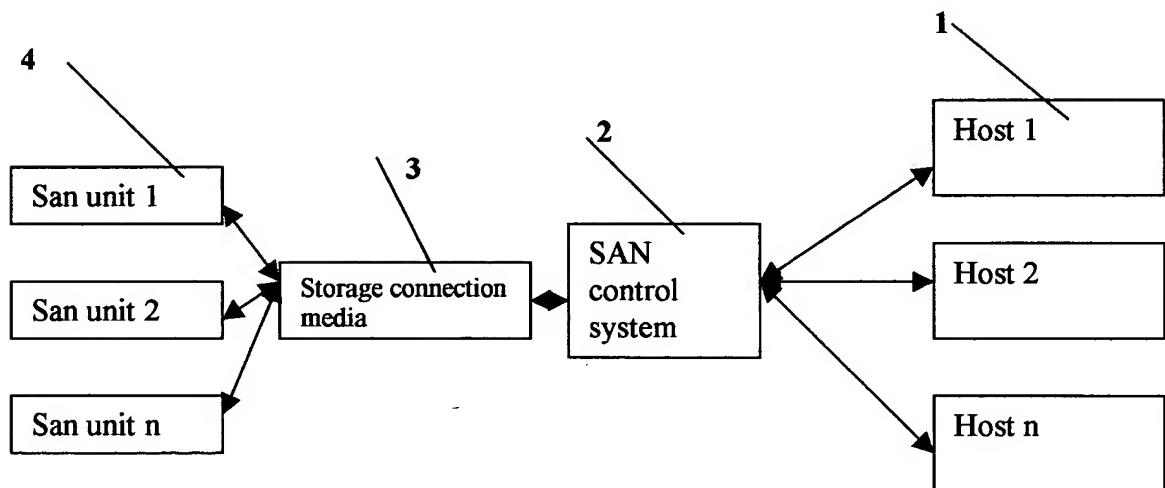 4
San unit 1
San unit 2
San unit n
3
Storage connection
media
2
SAN
control
system
1
Host 1
Host 2
Host n